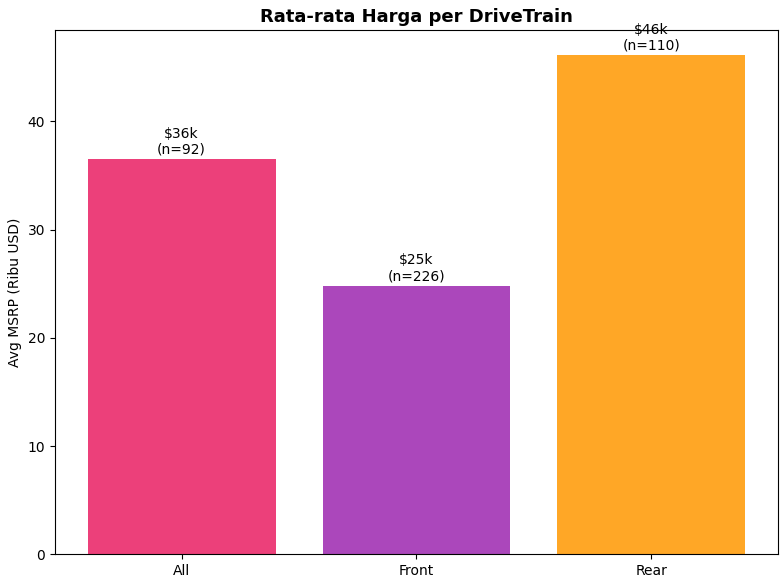 Rata-rata Harga per DriveTrain
$36k
(n=92)
$25k
(n=226)
$46k
(n=110)
Avg MSRP (Ribu USD)
40
30
20
10
0
All
Front
Rear